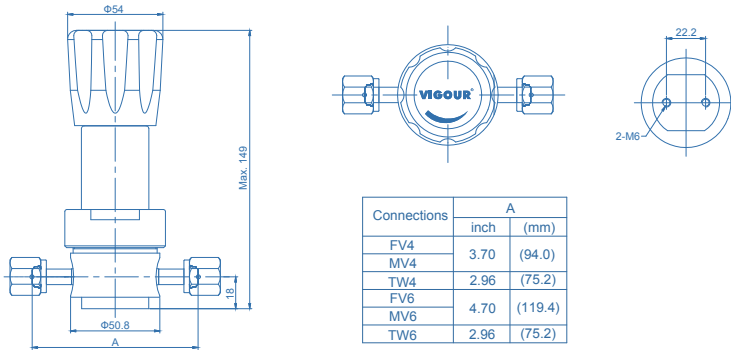 Φ54
Max. 149
18
Φ50.8
A
VIGOUR®
22.2
2-M6
Connections A
inch (mm)
FV4 3.70 (94.0)
MV4
TW4 2.96 (75.2)
FV6 4.70 (119.4)
MV6
TW6 2.96 (75.2)